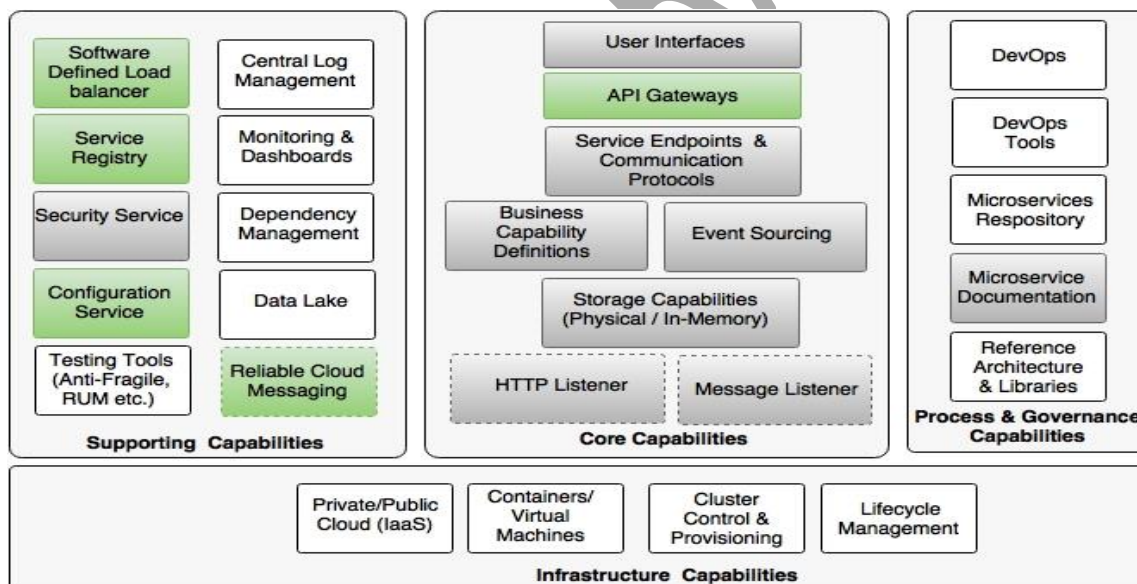 Software
Defined Load
balancer
Central Log
Management
Service
Registry
Monitoring &
Dashboards
Security Service
Dependency
Management
Configuration
Service
Data Lake
Testing Tools
(Anti-Fragile,
RUM etc.)
Reliable Cloud
Messaging
Supporting Capabilities
User Interfaces
API Gateways
Service Endpoints &
Communication
Protocols
Business
Capability
Definitions
Event Sourcing
Storage Capabilities
(Physical / In-Memory)
HTTP Listener
Message Listener
Core Capabilities
DevOps
DevOps
Tools
Microservices
Respository
Microservice
Documentation
Reference
Architecture
& Libraries
Process & Governance
Capabilities
Private/Public
Cloud (IaaS)
Containers/
Virtual
Machines
Cluster
Control &
Provisioning
Lifecycle
Management
Infrastructure Capabilities